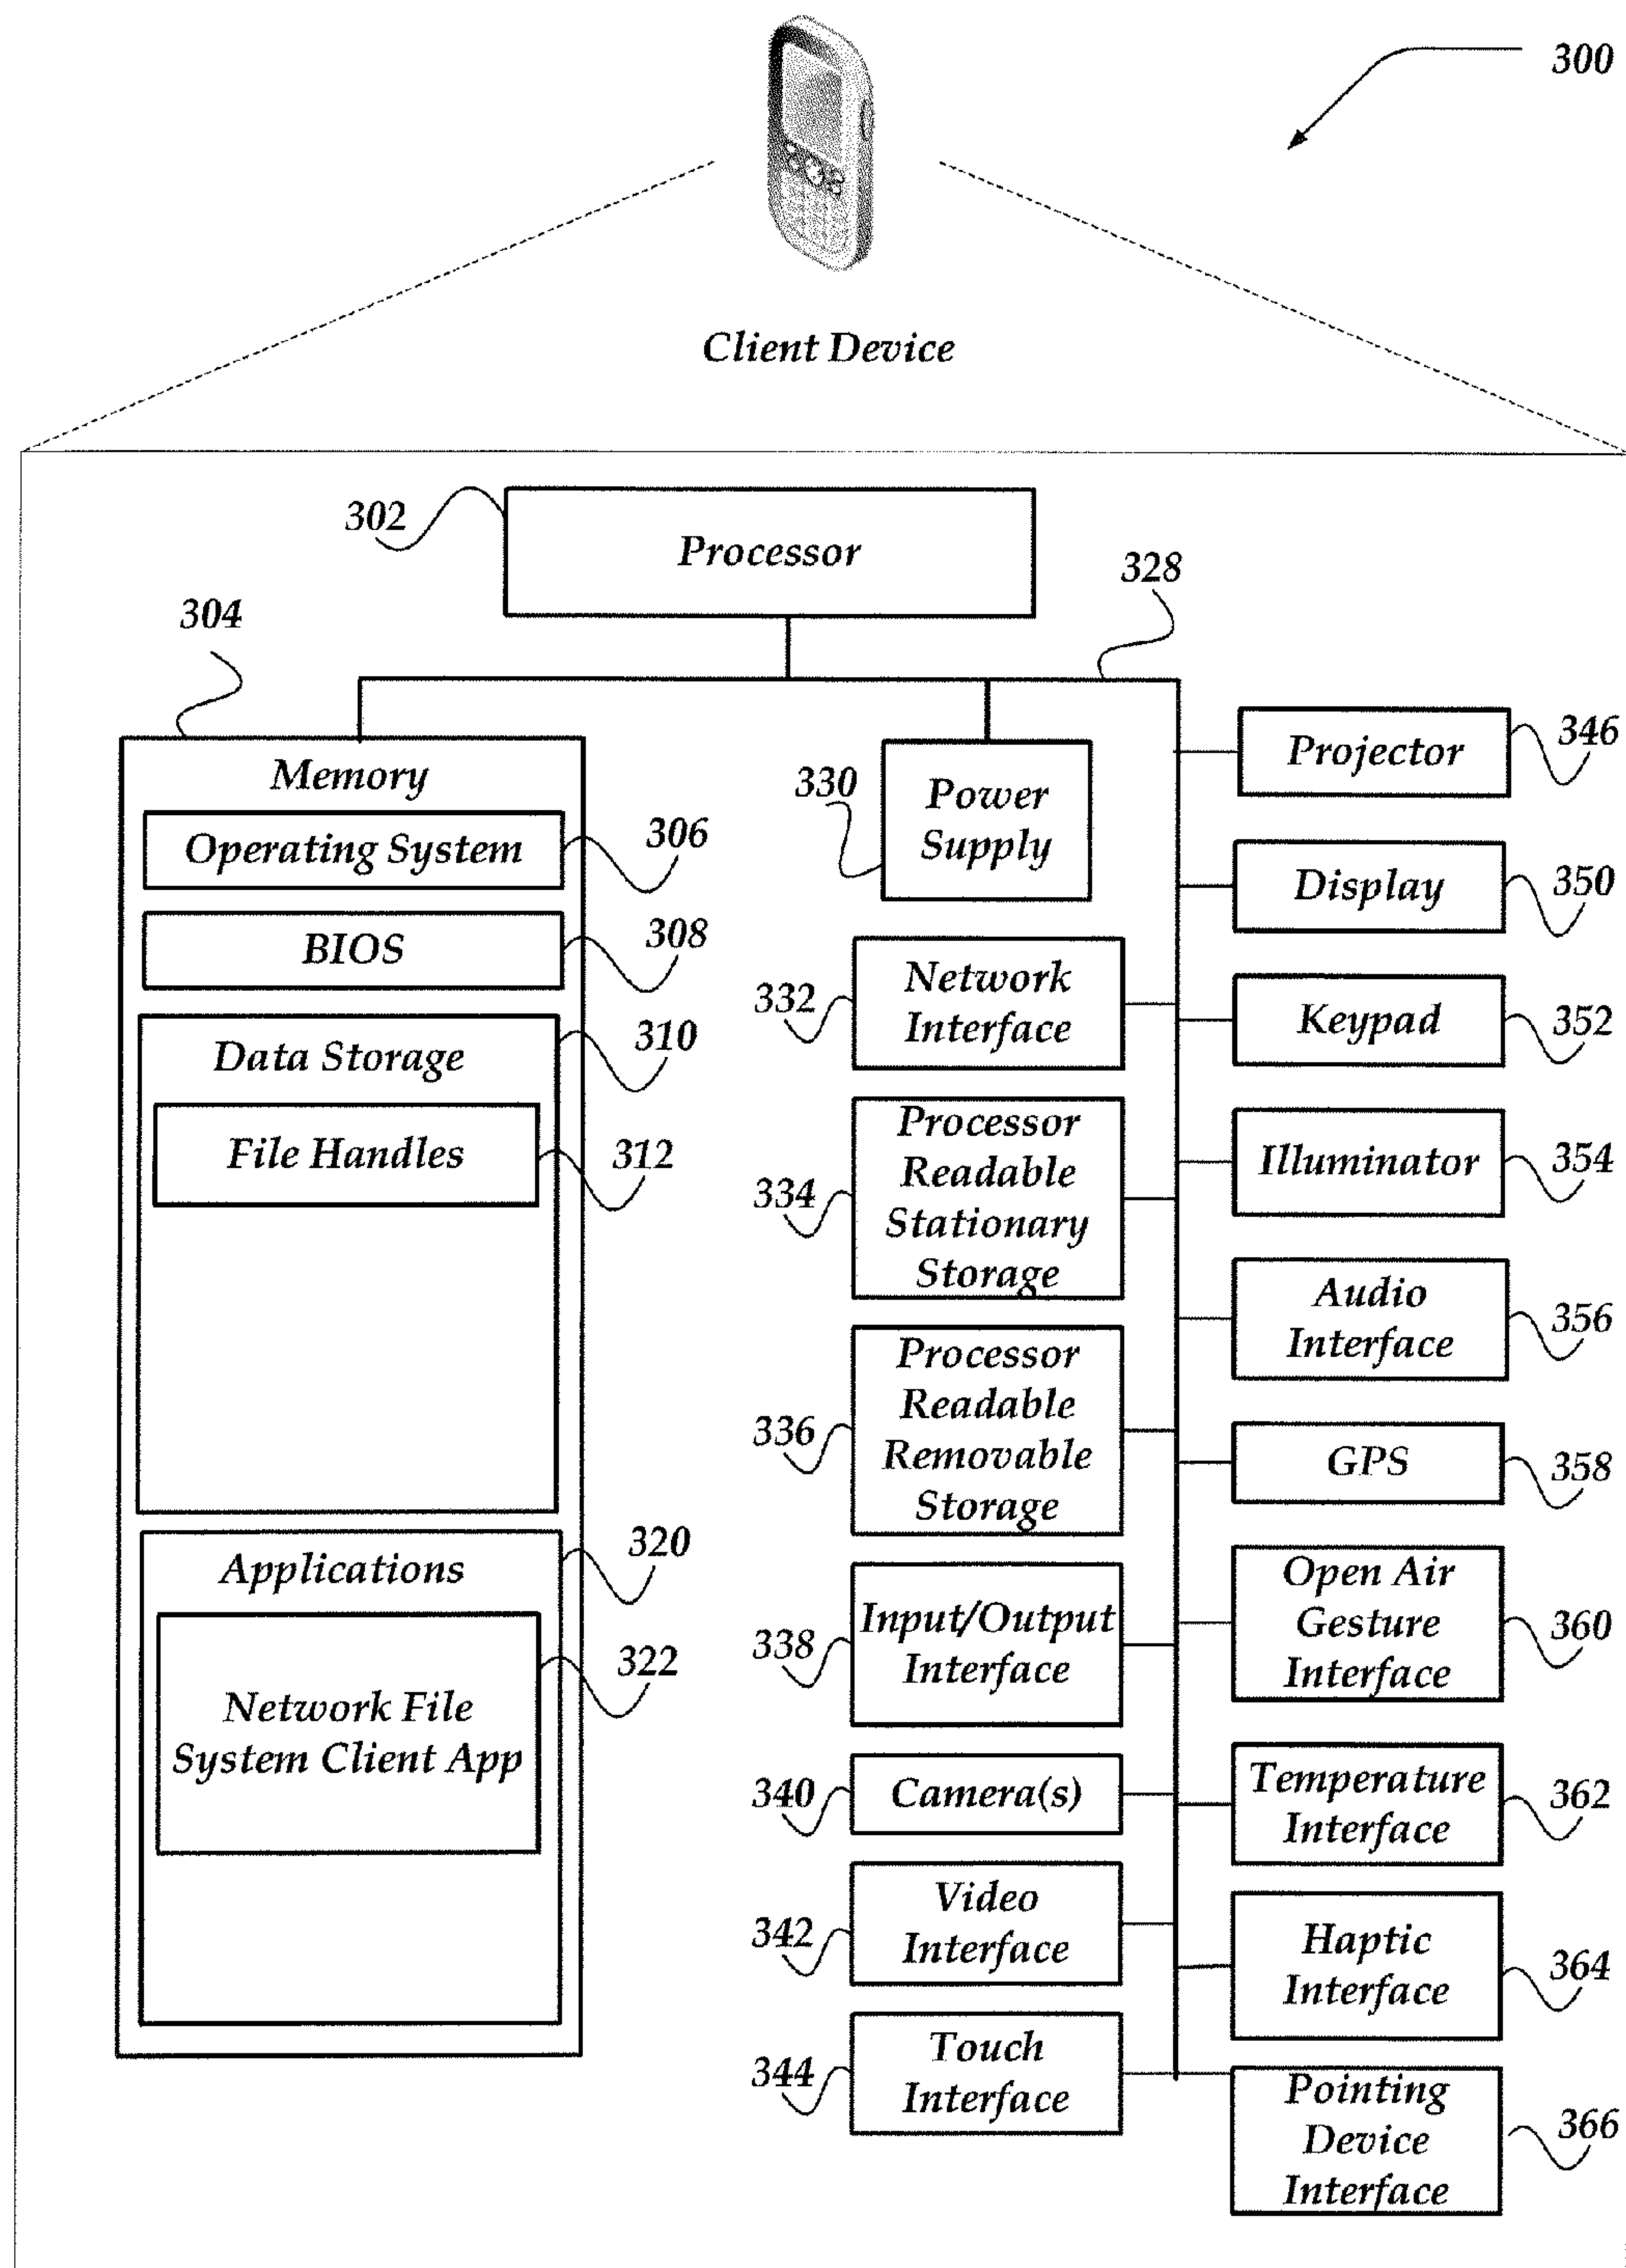 300
Client Device
302
Processor
328
304
Memory
Operating System
306
BIOS
308
Data Storage
310
File Handles
312
Applications
320
Network File
System Client App
322
330
Power
Supply
332
Network
Interface
334
Processor
Readable
Stationary
Storage
336
Processor
Readable
Removable
Storage
338
Input/Output
Interface
340
Camera(s)
342
Video
Interface
344
Touch
Interface
Projector
346
Display
350
Keypad
352
Illuminator
354
Audio
Interface
356
GPS
358
Open Air
Gesture
Interface
360
Temperature
Interface
362
Haptic
Interface
364
Pointing
Device
Interface
366